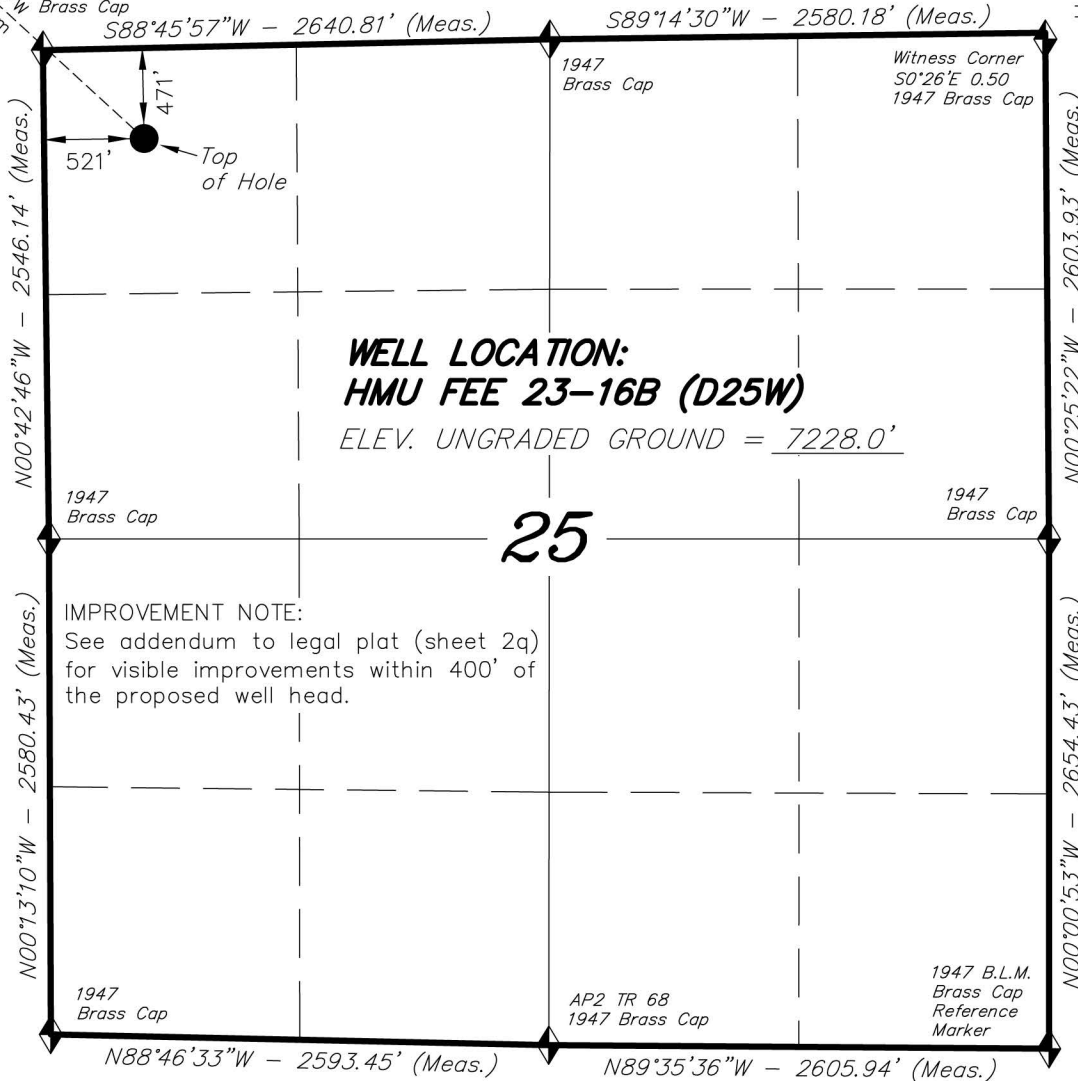 W Brass Cap
S88°45'57"W – 2640.81' (Meas.)
S89°14'30"W – 2580.18' (Meas.)
1947
Brass Cap
Witness Corner
S0°26'E 0.50
1947 Brass Cap
471'
521'
Top
of Hole
N00°42'46"W – 2546.14' (Meas.)
N00°25'22"W – 2603.93' (Meas.)
WELL LOCATION:
HMU FEE 23–16B (D25W)
ELEV. UNGRADED GROUND = 7228.0'
1947
Brass Cap
1947
Brass Cap
25
IMPROVEMENT NOTE:
See addendum to legal plat (sheet 2q)
for visible improvements within 400' of
the proposed well head.
N00°13'10"W – 2580.43' (Meas.)
N00°00'53"W – 2654.43' (Meas.)
1947
Brass Cap
AP2 TR 68
1947 Brass Cap
1947 B.L.M.
Brass Cap
Reference
Marker
N88°46'33"W – 2593.45' (Meas.)
N89°35'36"W – 2605.94' (Meas.)